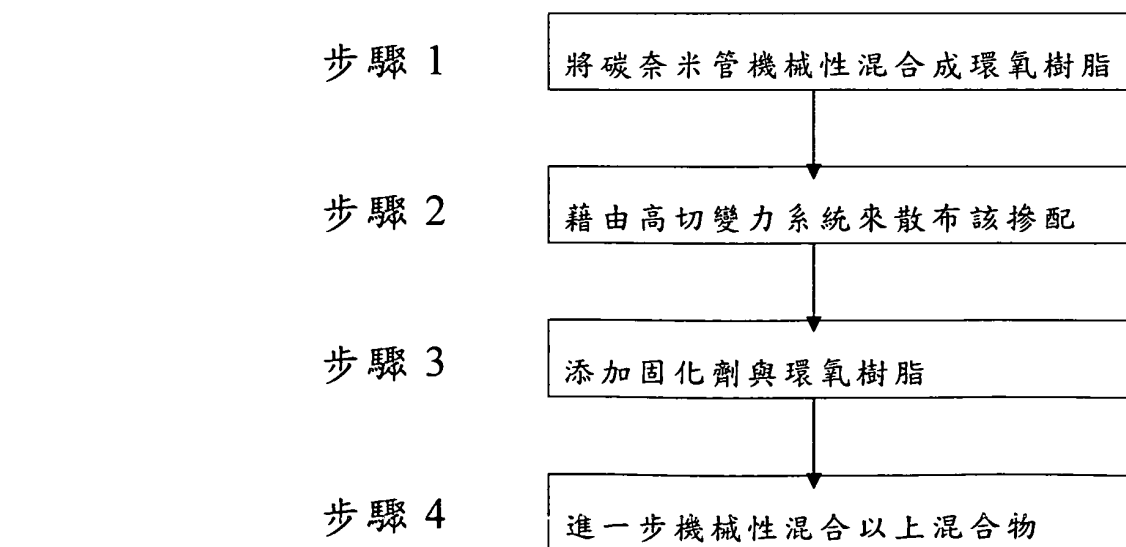 步驟 1
將碳奈米管機械性混合成環氧樹脂
步驟 2
藉由高切變力系統來散布該摻配
步驟 3
添加固化劑與環氧樹脂
步驟 4
進一步機械性混合以上混合物